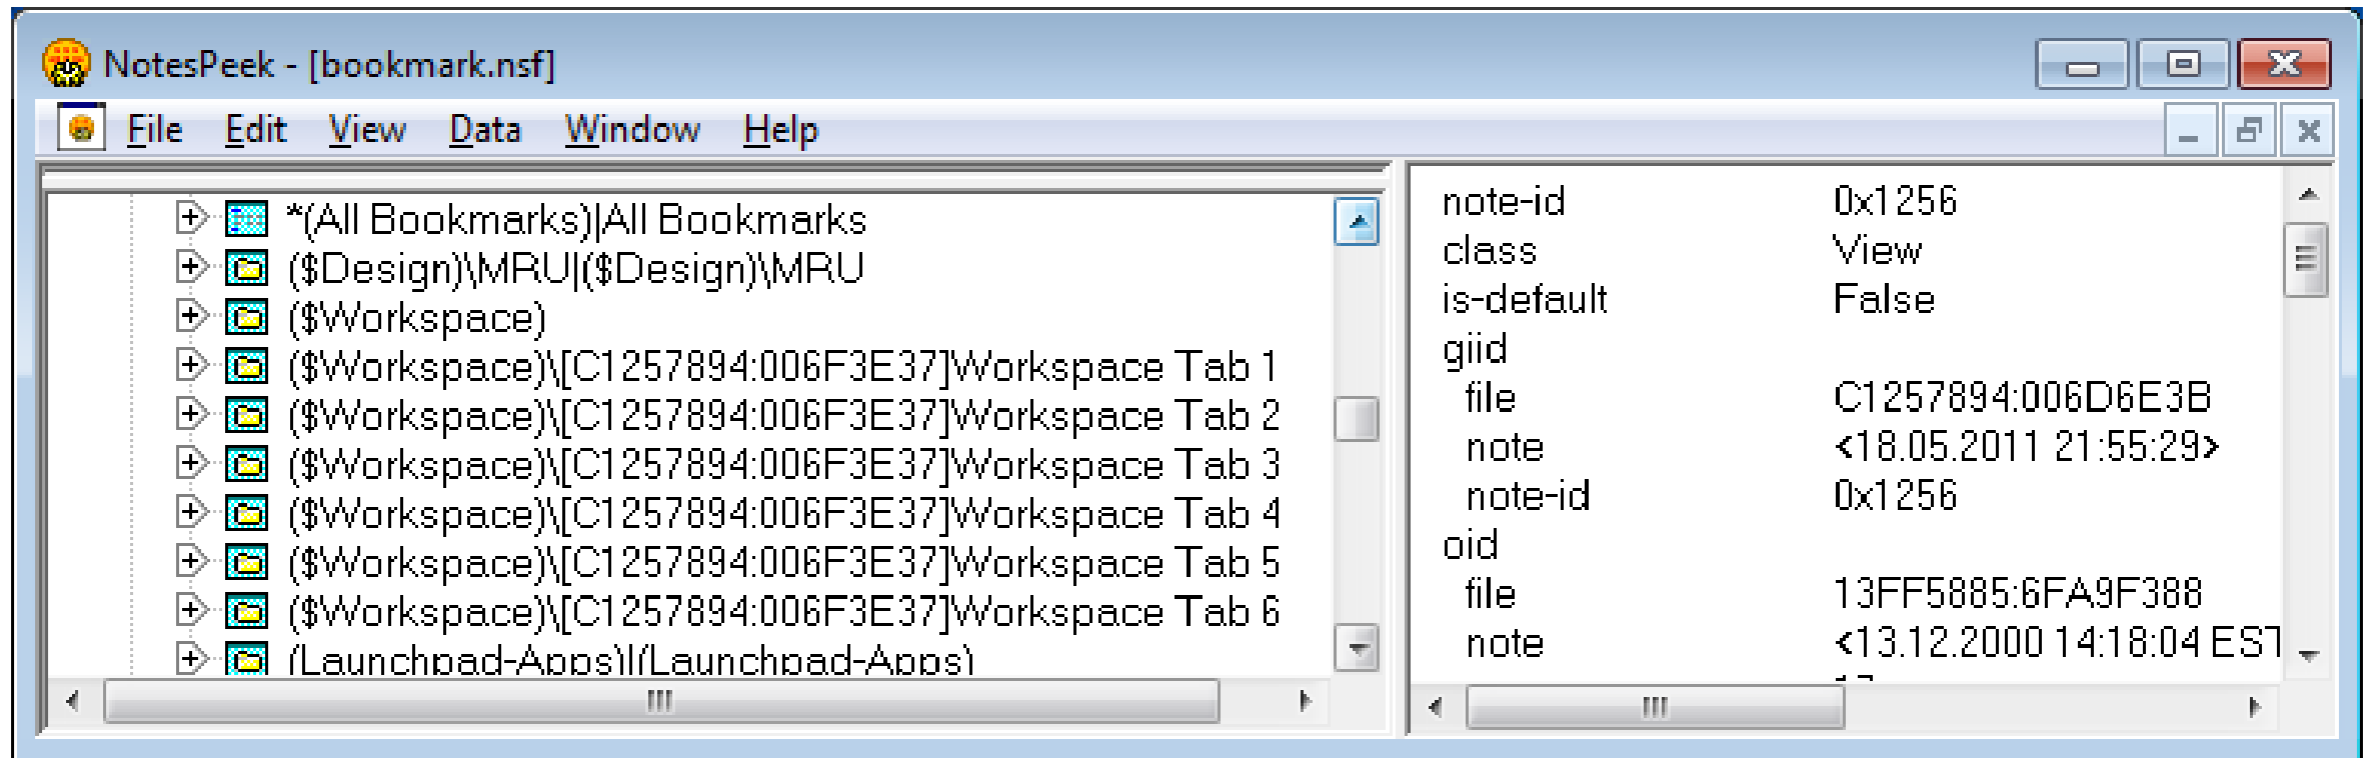 NotesPeek - [bookmark.nsf]
File Edit View Data Window Help
*(All Bookmarks)|All Bookmarks
($Design)\MRU|($Design)\MRU
($Workspace)
($Workspace)\[C1257894:006F3E37]Workspace Tab 1
($Workspace)\[C1257894:006F3E37]Workspace Tab 2
($Workspace)\[C1257894:006F3E37]Workspace Tab 3
($Workspace)\[C1257894:006F3E37]Workspace Tab 4
($Workspace)\[C1257894:006F3E37]Workspace Tab 5
($Workspace)\[C1257894:006F3E37]Workspace Tab 6
(Launchpad-Apps)|(Launchpad-Apps)
note-id 0x1256
class View
is-default False
giid
file C1257894:006D6E3B
note <18.05.2011 21:55:29>
note-id 0x1256
oid
file 13FF5885:6FA9F388
note <13.12.2000 14:18:04 EST